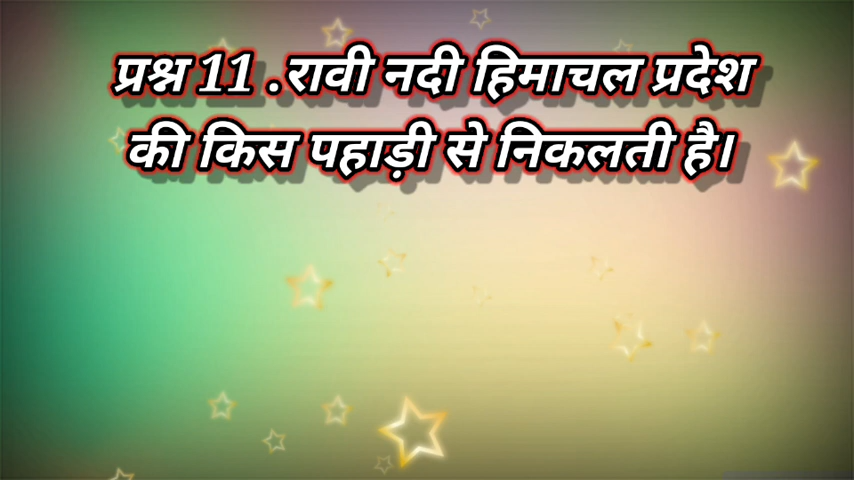 प्रश्न 11 .रावी नदी हिमाचल प्रदेश
की किस पहाड़ी से निकलती है।